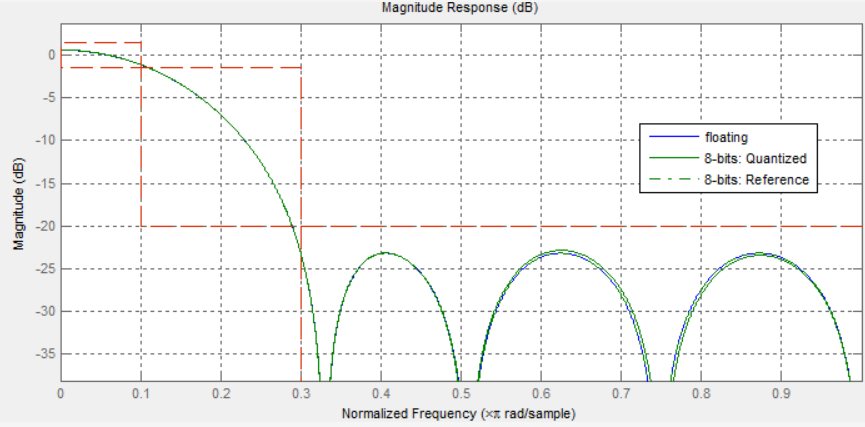 Magnitude Response (dB)
0
-5
-10
-15
-20
-25
-30
-35
Magnitude (dB)
floating
8-bits: Quantized
8-bits: Reference
0 0.1 0.2 0.3 0.4 0.5 0.6 0.7 0.8 0.9
Normalized Frequency (×π rad/sample)